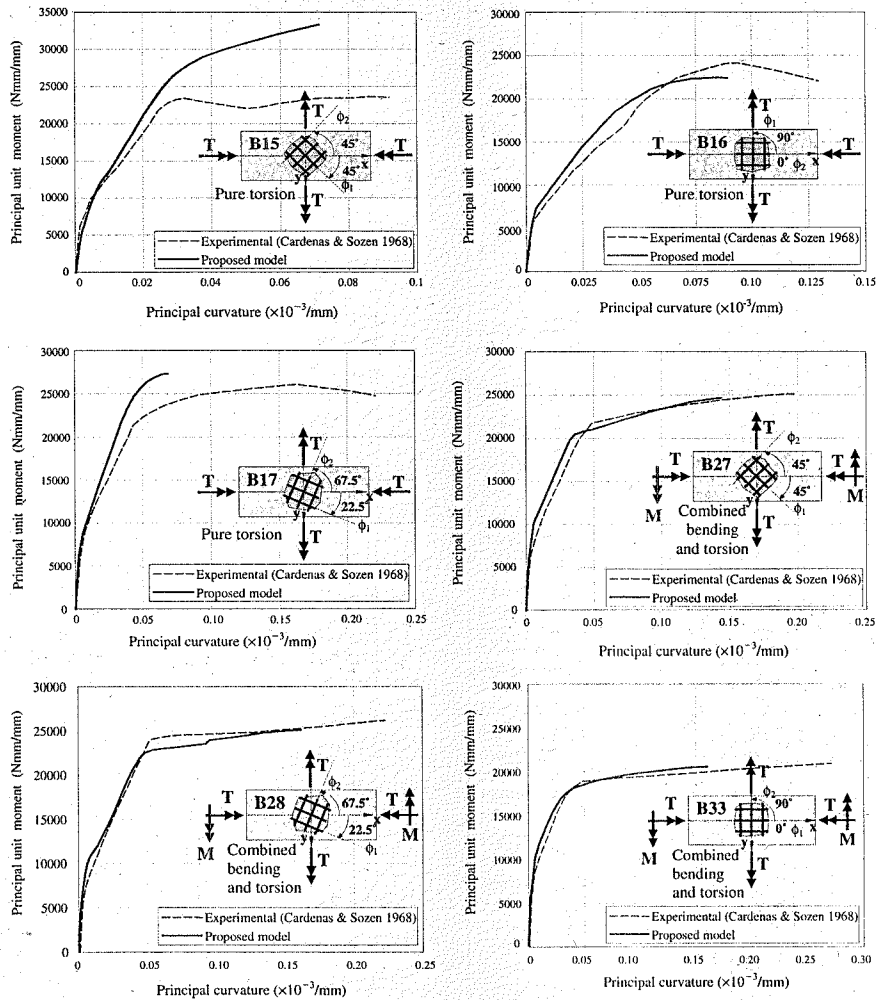 Principal unit moment (Nmm/mm)
35000
30000
25000
20000
15000
10000
5000
0
0 0.02 0.04 0.06 0.08 0.1
Principal curvature (×10⁻³/mm)
B15
T
T
T
T
ϕ₂
45°
45°
x
y
ϕ₁
Pure torsion
Experimental (Cardenas & Sozen 1968)
Proposed model
Principal unit moment (Nmm/mm)
30000
25000
20000
15000
10000
5000
0
0 0.025 0.05 0.075 0.100 0.125 0.15
Principal curvature (×10⁻³/mm)
B16
T
T
T
T
ϕ₁
90°
0° ϕ₂ x
y
Pure torsion
Experimental (Cardenas & Sozen 1968)
Proposed model
Principal unit moment (Nmm/mm)
30000
25000
20000
15000
10000
5000
0
0 0.05 0.10 0.15 0.20 0.25
Principal curvature (×10⁻³/mm)
B17
T
T
T
T
ϕ₂
67.5°
22.5°
x
y
ϕ₁
Pure torsion
Experimental (Cardenas & Sozen 1968)
Proposed model
Principal unit moment (Nmm/mm)
30000
25000
20000
15000
10000
5000
0
0 0.05 0.10 0.15 0.20 0.25
Principal curvature (×10⁻³/mm)
B27
T
T
T
T
M
M
ϕ₂
45°
45°
x
y
ϕ₁
Combined
bending
and torsion
Experimental (Cardenas & Sozen 1968)
Proposed model
Principal unit moment (Nmm/mm)
30000
25000
20000
15000
10000
5000
0
0 0.05 0.10 0.15 0.20 0.25
Principal curvature (×10⁻³/mm)
B28
T
T
T
T
M
M
ϕ₂
67.5°
22.5°
x
y
ϕ₁
Combined
bending
and torsion
Experimental (Cardenas & Sozen 1968)
Proposed model
Principal unit moment (Nmm/mm)
30000
25000
20000
15000
10000
5000
0
0 0.05 0.10 0.15 0.20 0.20 0.30
Principal curvature (×10⁻³/mm)
B33
T
T
T
T
M
M
ϕ₂
90°
0° ϕ₁ x
y
Combined
bending
and torsion
Experimental (Cardenas & Sozen 1968)
Proposed model